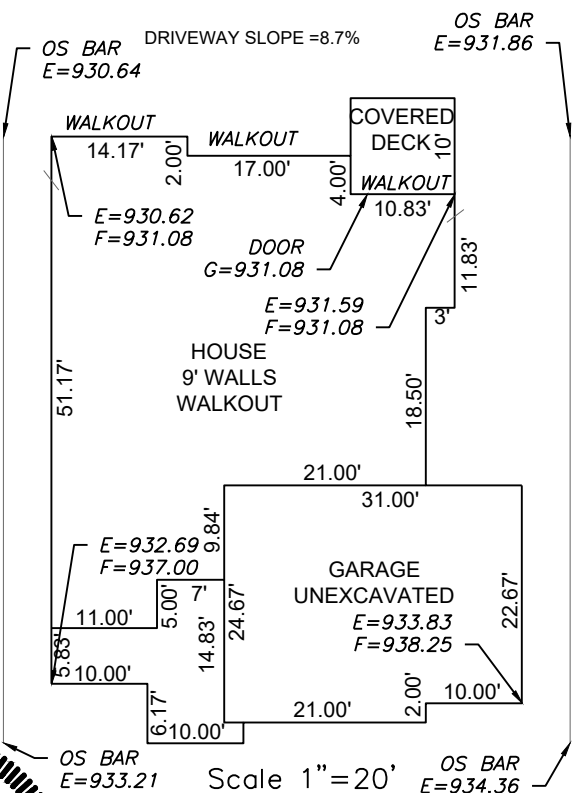 DRIVEWAY SLOPE =8.7%
OS BAR
E=930.64
OS BAR
E=931.86
WALKOUT
14.17'
2.00'
WALKOUT
17.00'
4.00'
COVERED
DECK
10'
WALKOUT
10.83'
E=930.62
F=931.08
DOOR
G=931.08
11.83'
E=931.59
F=931.08
3'
HOUSE
9' WALLS
WALKOUT
51.17'
18.50'
21.00'
31.00'
9.84'
E=932.69
F=937.00
7'
5.00'
24.67'
GARAGE
UNEXCAVATED
22.67'
E=933.83
F=938.25
11.00'
14.83'
5.83'
10.00'
6.17'
10.00'
21.00'
2.00'
10.00'
OS BAR
E=933.21
Scale 1"=20'
OS BAR
E=934.36